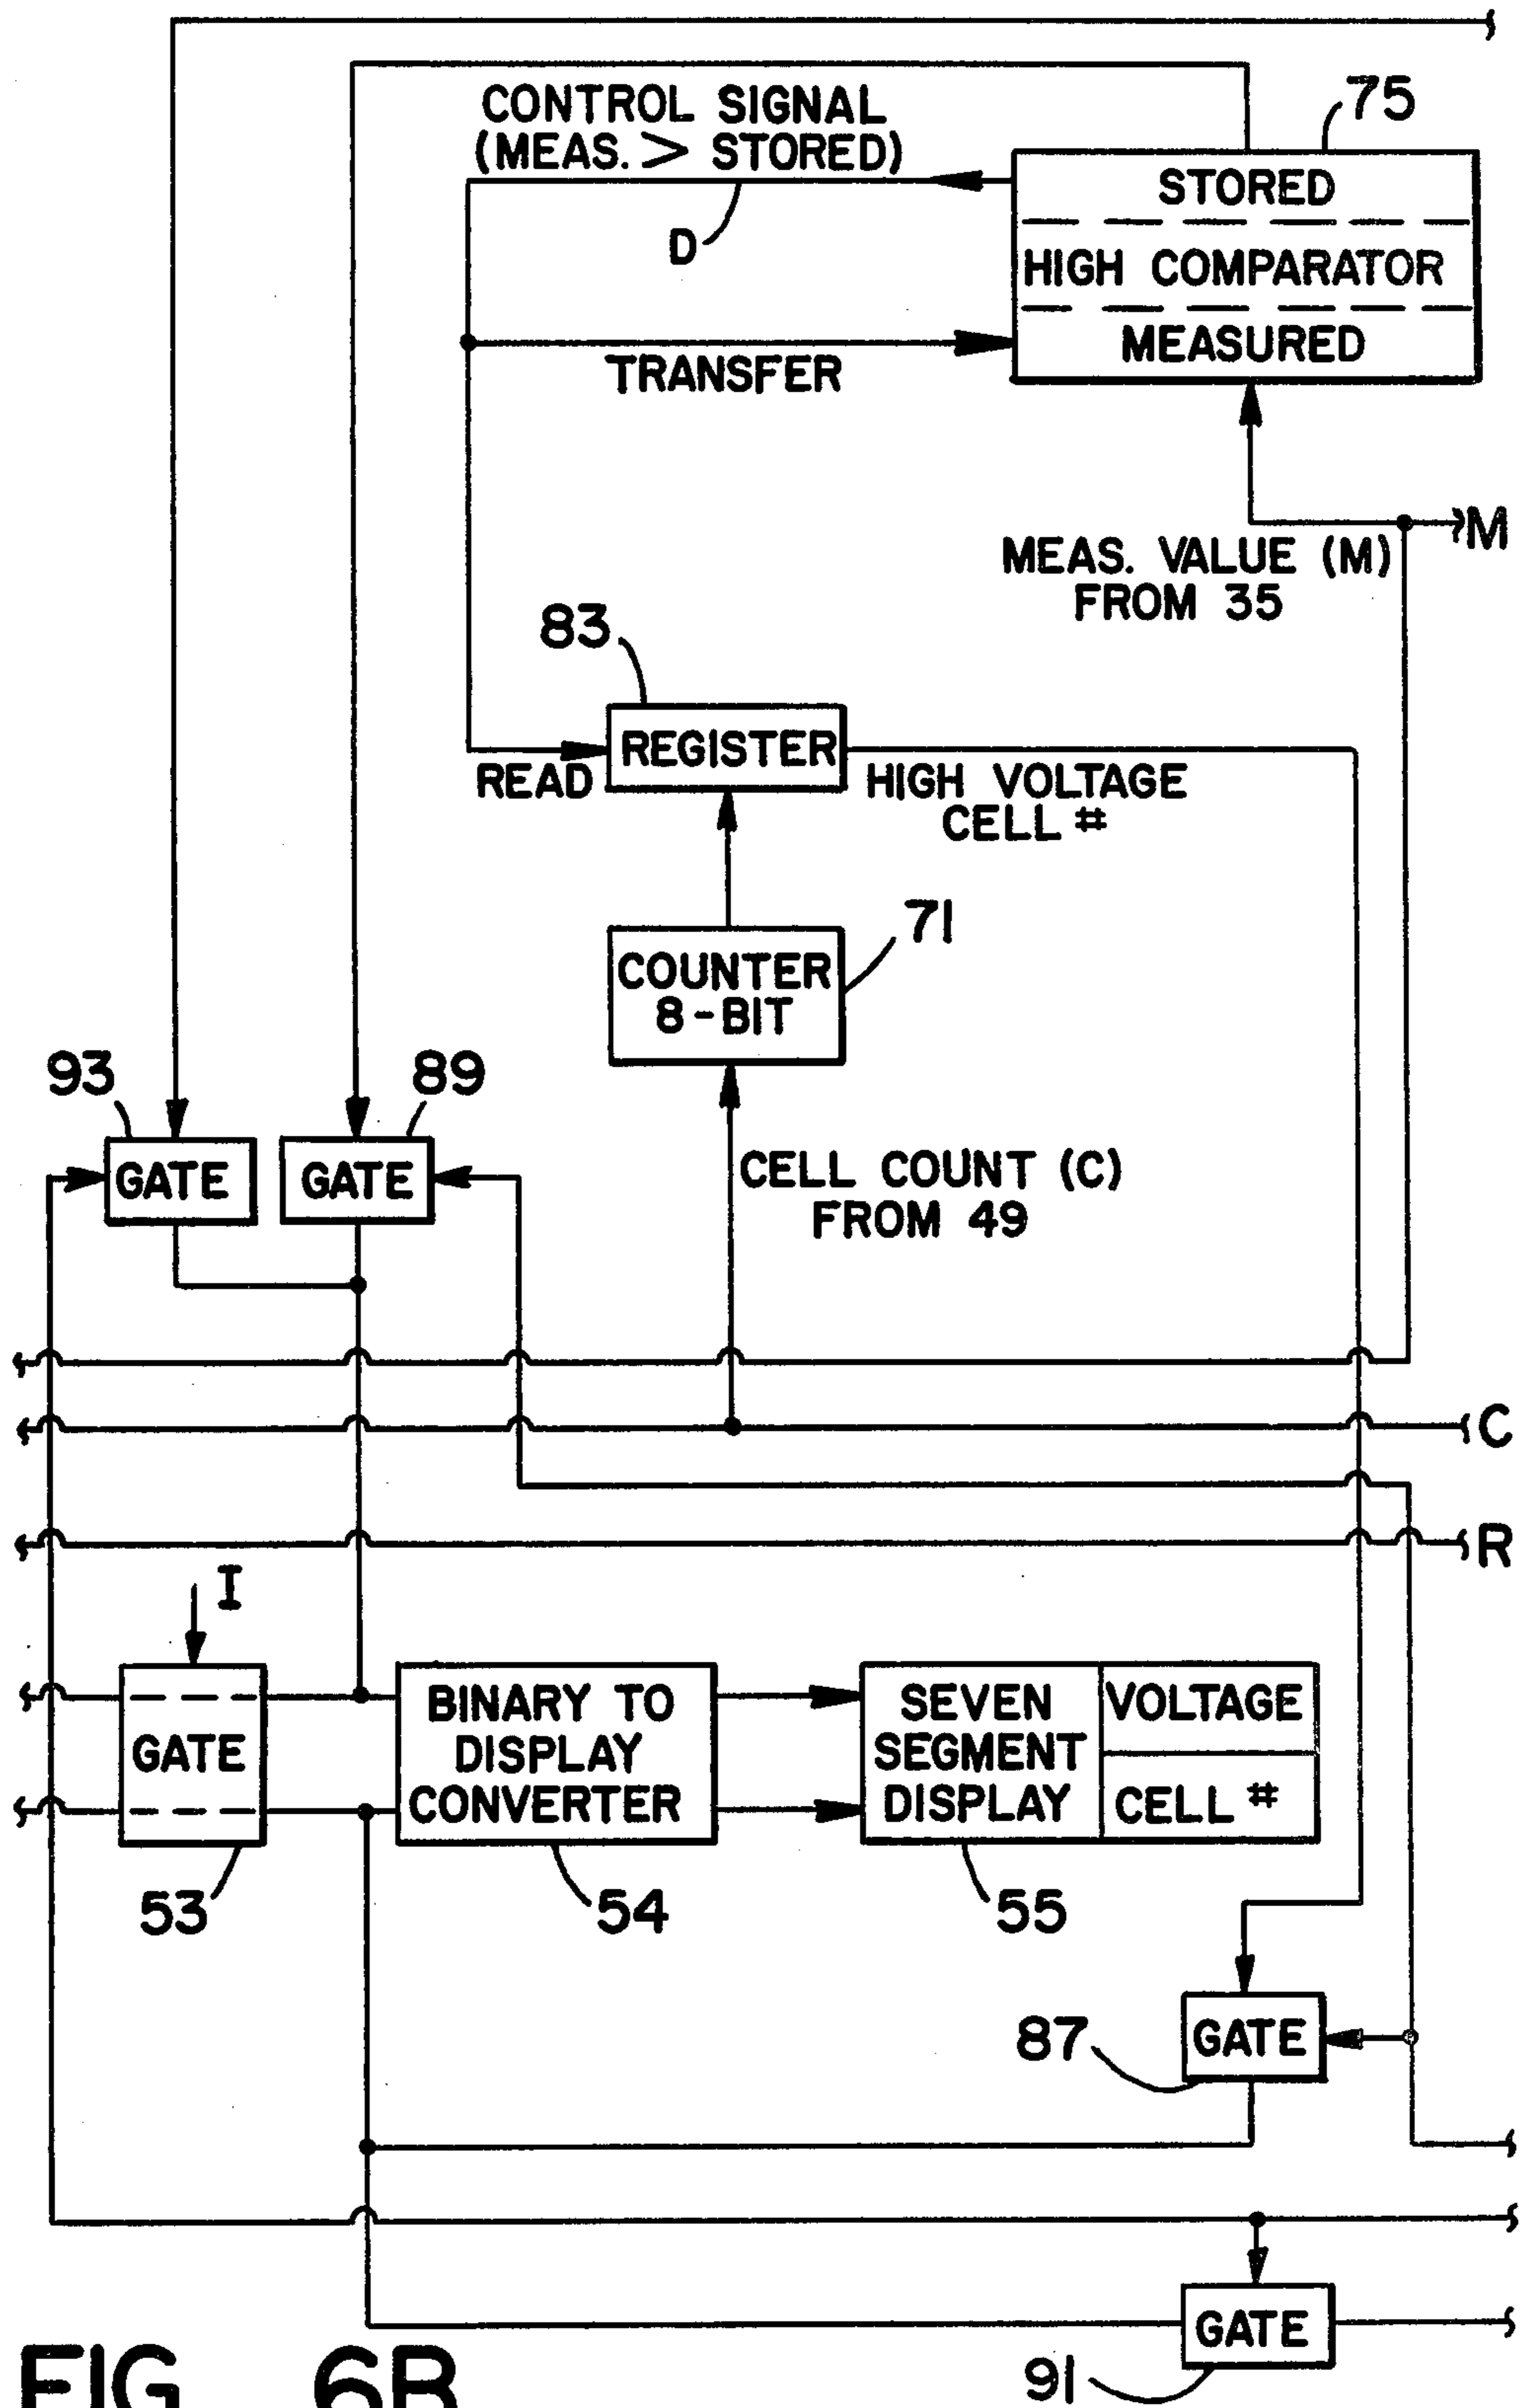 CONTROL SIGNAL
(MEAS. > STORED)
75
STORED
D
HIGH COMPARATOR
MEASURED
TRANSFER
M
MEAS. VALUE (M)
FROM 35
83
REGISTER
READ
HIGH VOLTAGE
CELL #
71
COUNTER
8-BIT
93
89
GATE
GATE
CELL COUNT (C)
FROM 49
C
R
I
GATE
BINARY TO
DISPLAY
CONVERTER
SEVEN
SEGMENT
DISPLAY
VOLTAGE
CELL #
53
54
55
87
GATE
GATE
91
FIG. 6B